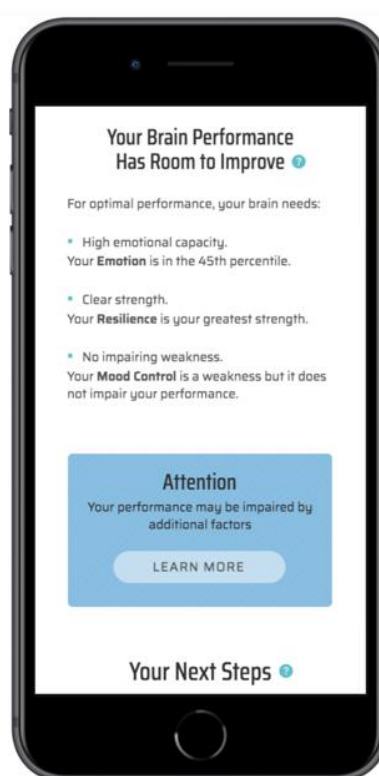 Your Brain Performance
Has Room to Improve ?
For optimal performance, your brain needs:
High emotional capacity.
Your Emotion is in the 45th percentile.
Clear strength.
Your Resilience is your greatest strength.
No impairing weakness.
Your Mood Control is a weakness but it does
not impair your performance.
Attention
Your performance may be impaired by
additional factors
LEARN MORE
Your Next Steps ?